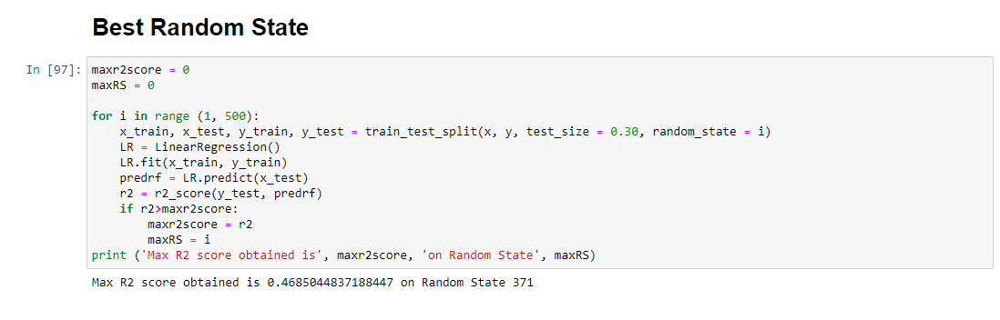 Best Random State
In [97]:
maxr2score = 0
maxRS = 0
for i in range (1, 500):
    x_train, x_test, y_train, y_test = train_test_split(x, y, test_size = 0.30, random_state = i)
    LR = LinearRegression()
    LR.fit(x_train, y_train)
    predrf = LR.predict(x_test)
    r2 = r2_score(y_test, predrf)
    if r2>maxr2score:
        maxr2score = r2
        maxRS = i
print ('Max R2 score obtained is', maxr2score, 'on Random State', maxRS)
Max R2 score obtained is 0.4685044837188447 on Random State 371